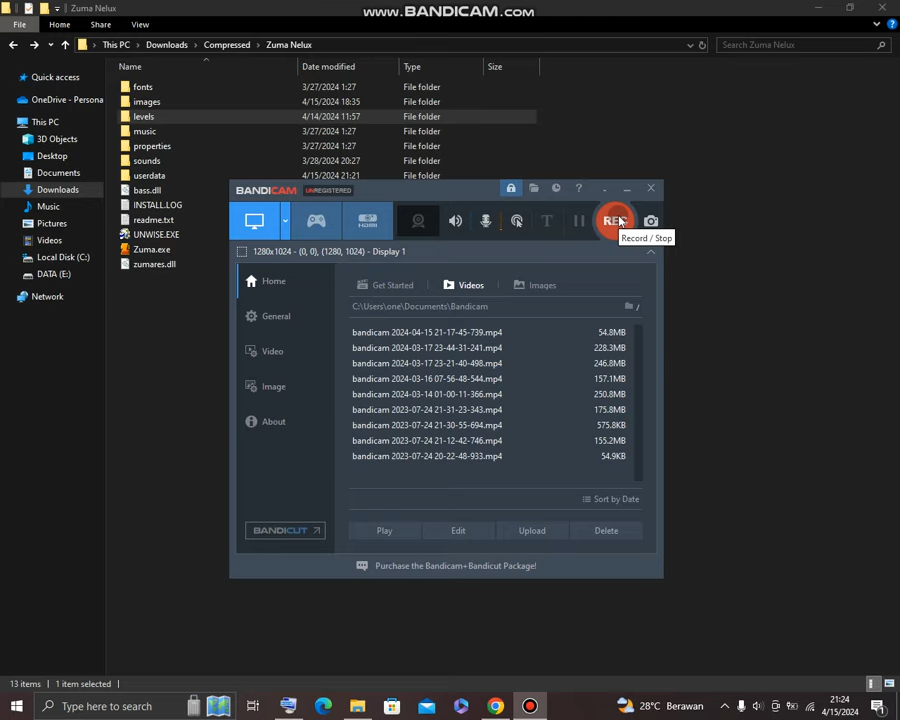 Zuma Nelux
www.BANDICAM.com
File Home Share View
This PC Downloads Compressed Zuma Nelux
Search Zuma Nelux
Name Date modified Type Size
Quick access
OneDrive - Persona
This PC
3D Objects
Desktop
Documents
Downloads
Music
Pictures
Videos
Local Disk (C:)
DATA (E:)
Network
fonts 3/27/2024 1:27 File folder
images 4/15/2024 18:35 File folder
levels 4/14/2024 11:57 File folder
music 3/27/2024 1:27 File folder
properties 3/27/2024 1:27 File folder
sounds 3/28/2024 20:27 File folder
userdata 4/15/2024 21:21 File folder
bass.dll
INSTALL.LOG
readme.txt
UNWISE.EXE
Zuma.exe
zumares.dll
BANDICAM UNREGISTERED
HDMI
REC
Record / Stop
1280x1024 - (0, 0), (1280, 1024) - Display 1
Home
General
Video
Image
About
BANDICUT
Get Started Videos Images
C:\Users\one\Documents\Bandicam
bandicam 2024-04-15 21-17-45-739.mp4 54.8MB
bandicam 2024-03-17 23-44-31-241.mp4 228.3MB
bandicam 2024-03-17 23-21-40-498.mp4 246.8MB
bandicam 2024-03-16 07-56-48-544.mp4 157.1MB
bandicam 2024-03-14 01-00-11-366.mp4 250.8MB
bandicam 2023-07-24 21-31-23-343.mp4 175.8MB
bandicam 2023-07-24 21-30-55-694.mp4 575.8KB
bandicam 2023-07-24 21-12-42-746.mp4 155.2MB
bandicam 2023-07-24 20-22-48-933.mp4 54.9KB
Sort by Date
Play Edit Upload Delete
Purchase the Bandicam+Bandicut Package!
13 items 1 item selected
Type here to search
28°C Berawan
21:24
4/15/2024